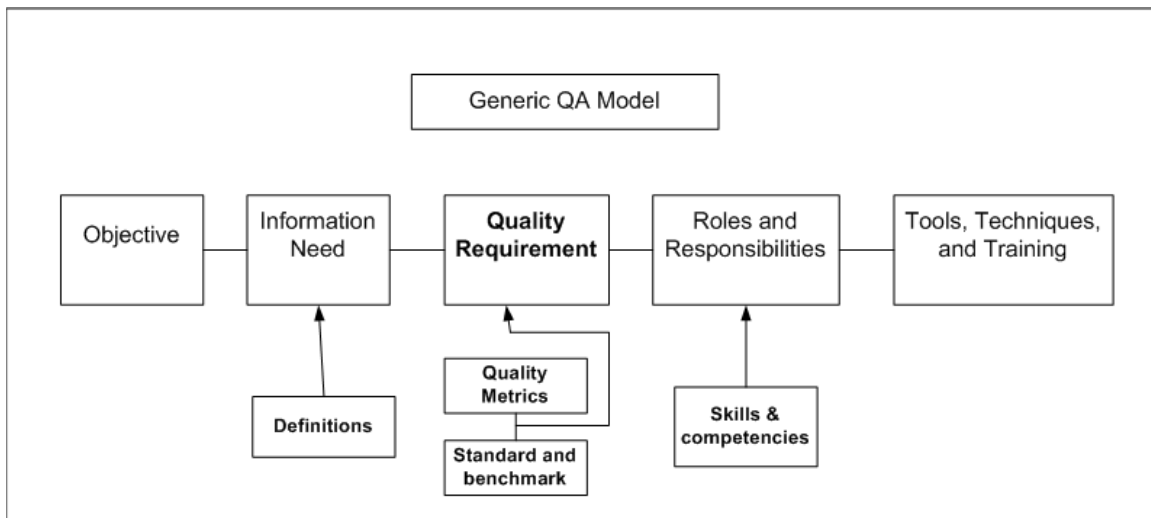 Generic QA Model
Objective
Information
Need
Quality
Requirement
Roles and
Responsibilities
Tools, Techniques,
and Training
Definitions
Quality
Metrics
Standard and
benchmark
Skills &
competencies